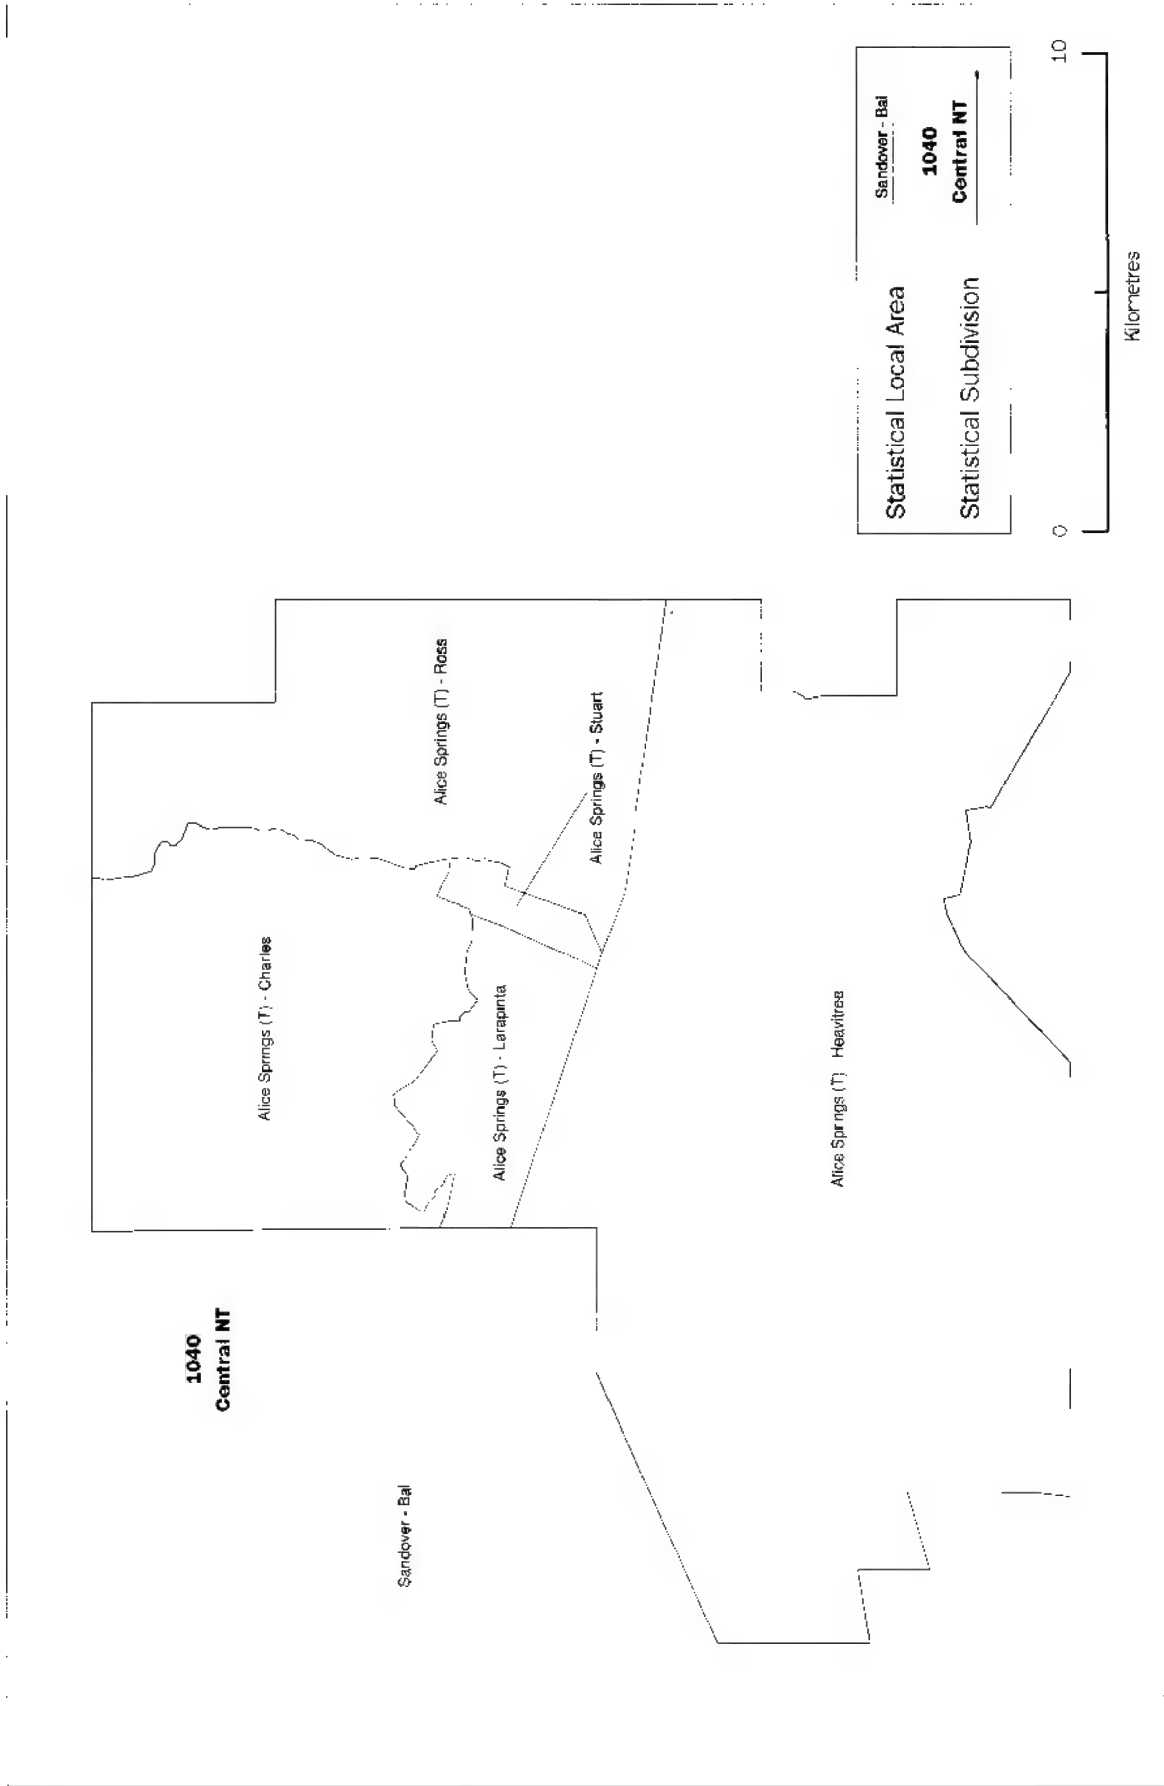 1040
Central NT
Sandover - Bal
Alice Springs (T) - Charles
Alice Springs (T) - Ross
Alice Springs (T) - Larapinta
Alice Springs (T) - Stuart
Alice Springs (T) Heavitree
Statistical Local Area
Sandover - Bal
Statistical Subdivision
1040
Central NT
0
10
Kilometres